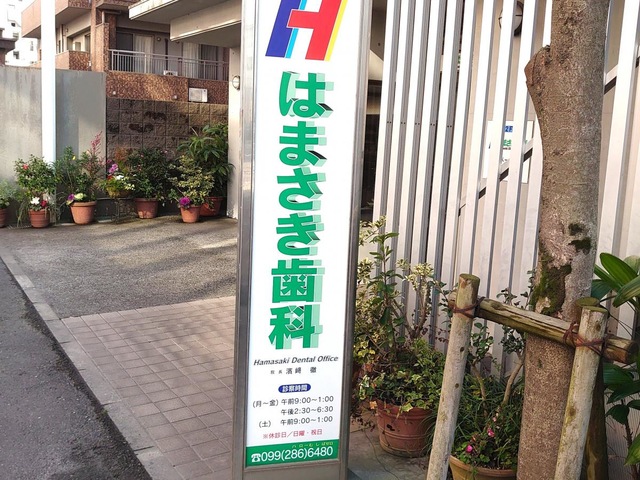 H
はまさき歯科
Hamasaki Dental Office
院長 濱﨑 徹
診察時間
(月〜金) 午前9:00〜1:00
午後2:30〜6:30
(土) 午前9:00〜1:00
※休診日/日曜・祝日
☎099(286)6480